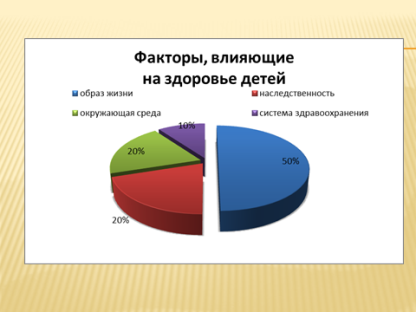 Факторы, влияющие
на здоровье детей
образ жизни
наследственность
окружающая среда
система здравоохранения
10%
20%
50%
20%